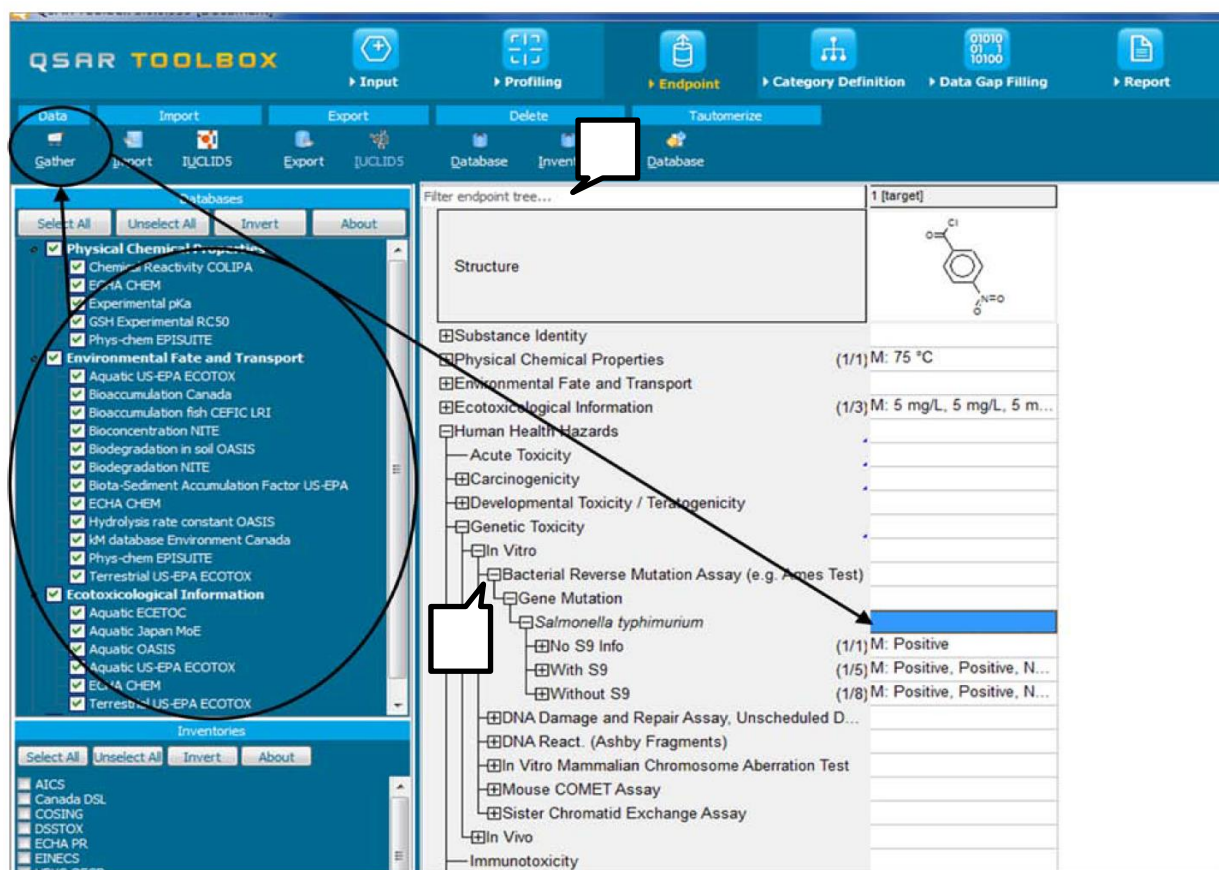 QSAR TOOLBOX
Input
Profiling
Endpoint
Category Definition
Data Gap Filling
Report
Data
Import
Export
Delete
Tautomerize
Gather
Import
IUCLID5
Export
IUCLID5
Database
Database
Databases
Select All
Unselect All
Invert
About
Physical Chemical Properties
Chemical Reactivity COLIPA
ECHA CHEM
Experimental pKa
GSH Experimental RC50
Phys-chem EPISUITE
Environmental Fate and Transport
Aquatic US-EPA ECOTOX
Bioaccumulation Canada
Bioaccumulation fish CEFIC LRI
Bioconcentration NITE
Biodegradation in soil OASIS
Biodegradation NITE
Biota-Sediment Accumulation Factor US-EPA
ECHA CHEM
Hydrolysis rate constant OASIS
kM database Environment Canada
Phys-chem EPISUITE
Terrestrial US-EPA ECOTOX
Ecotoxicological Information
Aquatic ECETOC
Aquatic Japan MoE
Aquatic OASIS
Aquatic US-EPA ECOTOX
ECHA CHEM
Terrestrial US-EPA ECOTOX
Inventories
Select All
Unselect All
Invert
About
AICS
Canada DSL
COSING
DSSTOX
ECHA PR
EINECS
Filter endpoint tree...
1 [target]
Structure
O Cl
N=O
O
Substance Identity
Physical Chemical Properties (1/1) M: 75 °C
Environmental Fate and Transport
Ecotoxicological Information (1/3) M: 5 mg/L, 5 mg/L, 5 m...
Human Health Hazards
Acute Toxicity
Carcinogenicity
Developmental Toxicity / Teratogenicity
Genetic Toxicity
In Vitro
Bacterial Reverse Mutation Assay (e.g. Ames Test)
Gene Mutation
Salmonella typhimurium
No S9 Info (1/1) M: Positive
With S9 (1/5) M: Positive, Positive, N...
Without S9 (1/8) M: Positive, Positive, N...
DNA Damage and Repair Assay, Unscheduled D...
DNA React. (Ashby Fragments)
In Vitro Mammalian Chromosome Aberration Test
Mouse COMET Assay
Sister Chromatid Exchange Assay
In Vivo
Immunotoxicity